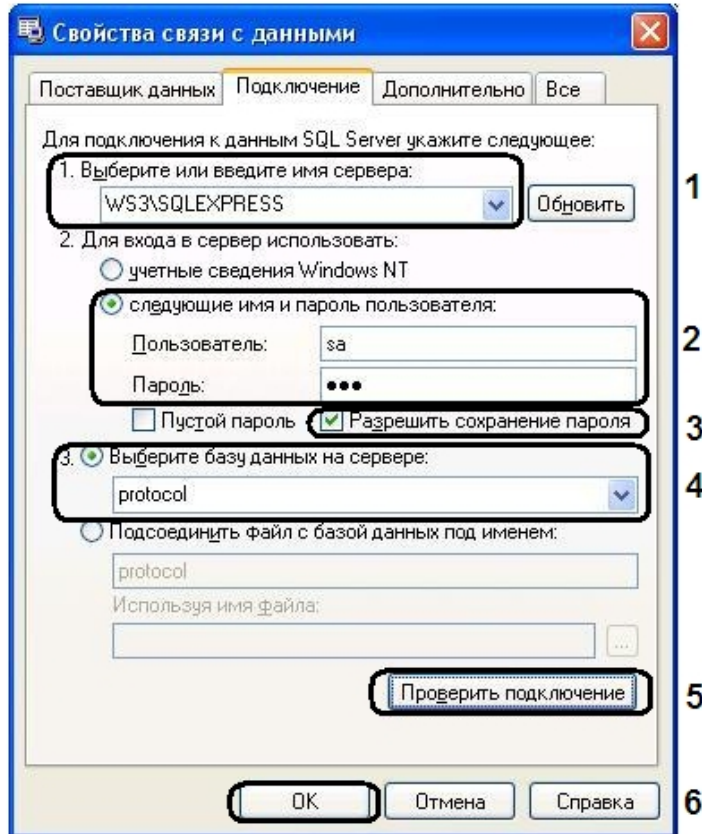 Свойства связи с данными
Поставщик данных Подключение Дополнительно Все
Для подключения к данным SQL Server укажите следующее:
1. Выберите или введите имя сервера:
1
WS3\SQLEXPRESS Обновить
2. Для входа в сервер использовать:
учетные сведения Windows NT
следующие имя и пароль пользователя:
2
Пользователь: sa
Пароль: •••
Пустой пароль Разрешить сохранение пароля
3
3. Выберите базу данных на сервере:
4
protocol
Подсоединить файл с базой данных под именем:
protocol
Используя имя файла:
...
Проверить подключение 5
OK Отмена Справка 6